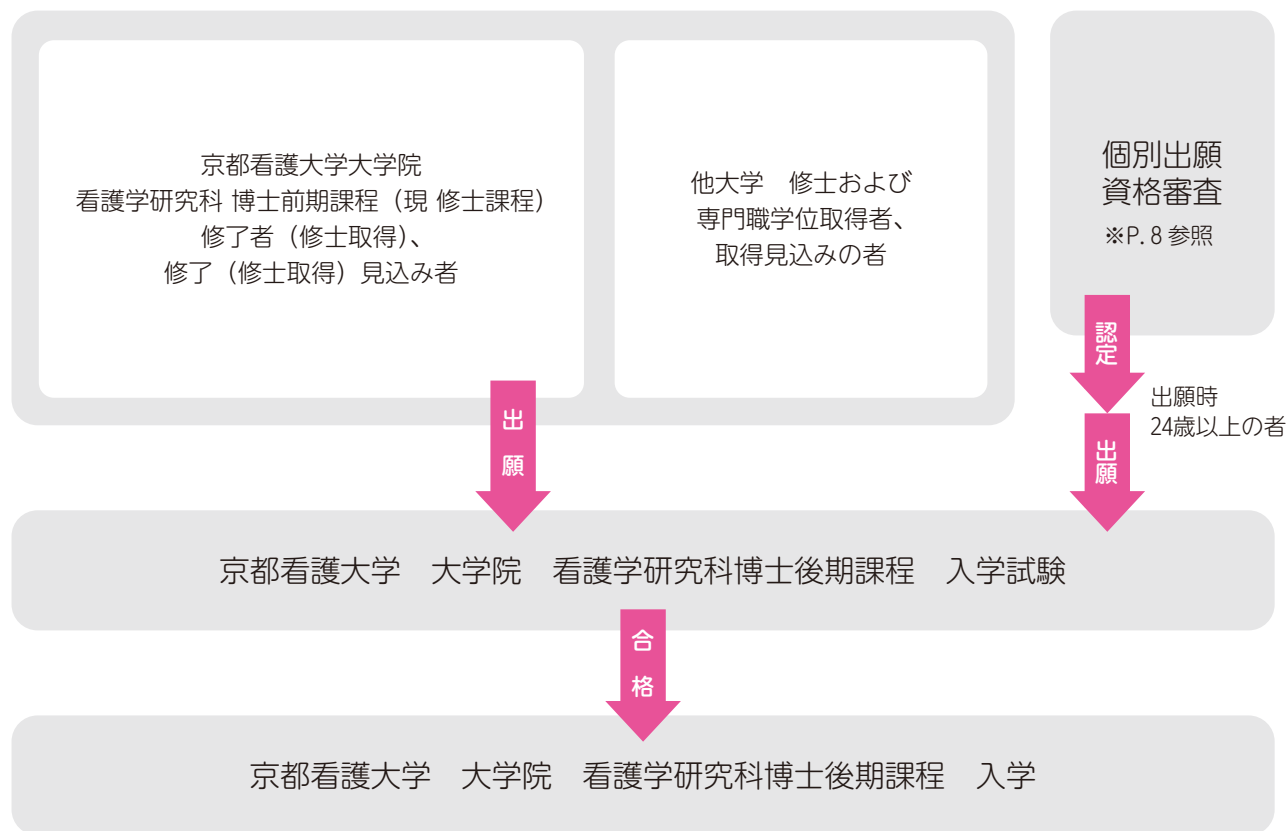 京都看護大学大学院
看護学研究科 博士前期課程（現 修士課程）
修了者（修士取得）、
修了（修士取得）見込み者
他大学　修士および
専門職学位取得者、
取得見込みの者
個別出願
資格審査
※P. 8 参照
認定
出願時
24歳以上の者
出願
出願
京都看護大学　大学院　看護学研究科博士後期課程　入学試験
合格
京都看護大学　大学院　看護学研究科博士後期課程　入学